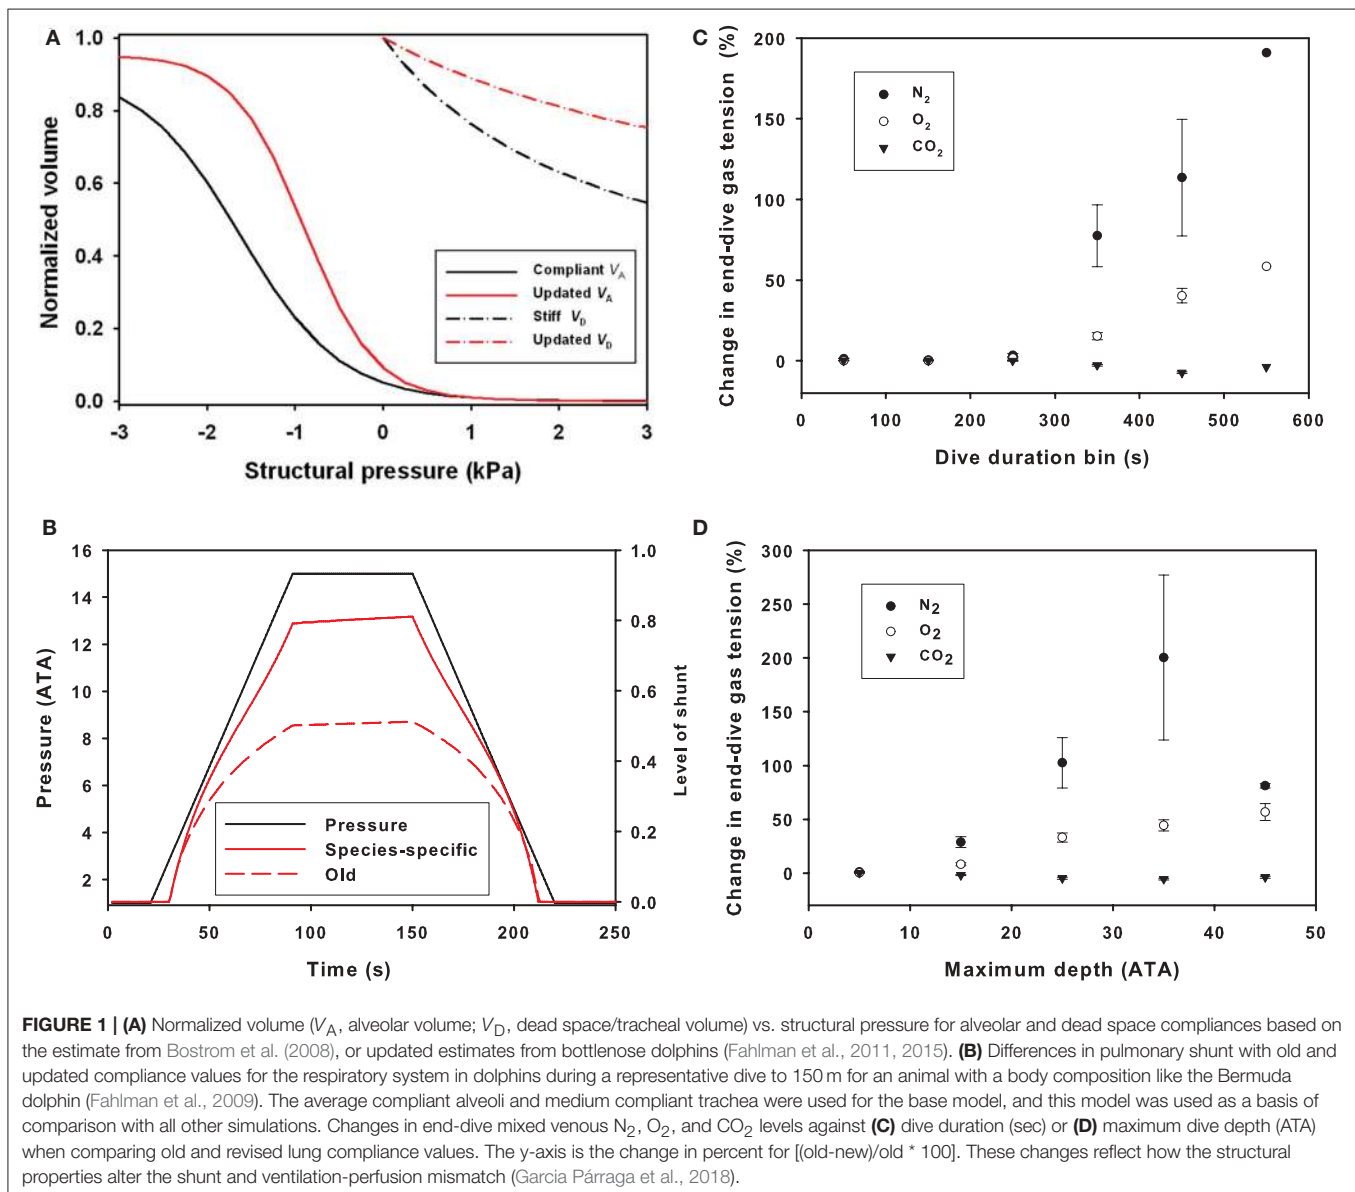 A
1.0
0.8
0.6
0.4
0.2
0.0
Normalized volume
Compliant VA
Updated VA
Stiff VD
Updated VD
-3 -2 -1 0 1 2 3
Structural pressure (kPa)
C
200
150
100
50
0
Change in end-dive gas tension (%)
N2
O2
CO2
0 100 200 300 400 500 600
Dive duration bin (s)
B
16
14
12
10
8
6
4
2
Pressure (ATA)
1.0
0.8
0.6
0.4
0.2
0.0
Level of shunt
Pressure
Species-specific
Old
0 50 100 150 200 250
Time (s)
D
300
250
200
150
100
50
0
Change in end-dive gas tension (%)
N2
O2
CO2
0 10 20 30 40 50
Maximum depth (ATA)
FIGURE 1 | (A) Normalized volume (VA, alveolar volume; VD, dead space/tracheal volume) vs. structural pressure for alveolar and dead space compliances based on
the estimate from Bostrom et al. (2008), or updated estimates from bottlenose dolphins (Fahlman et al., 2011, 2015). (B) Differences in pulmonary shunt with old and
updated compliance values for the respiratory system in dolphins during a representative dive to 150 m for an animal with a body composition like the Bermuda
dolphin (Fahlman et al., 2009). The average compliant alveoli and medium compliant trachea were used for the base model, and this model was used as a basis of
comparison with all other simulations. Changes in end-dive mixed venous N2, O2, and CO2 levels against (C) dive duration (sec) or (D) maximum dive depth (ATA)
when comparing old and revised lung compliance values. The y-axis is the change in percent for [(old-new)/old * 100]. These changes reflect how the structural
properties alter the shunt and ventilation-perfusion mismatch (Garcia Párraga et al., 2018).